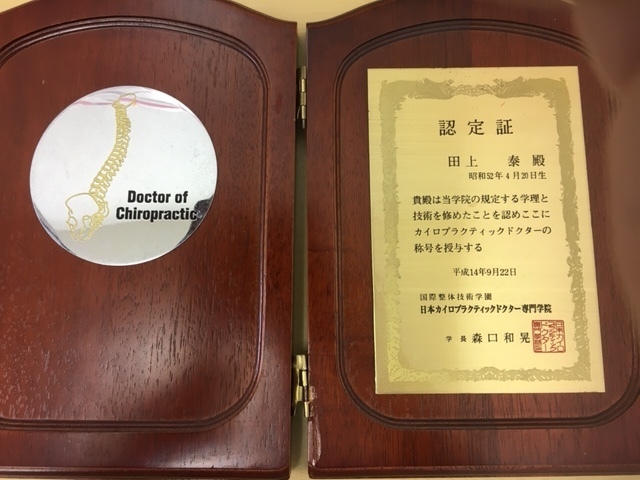 Doctor of
Chiropractic
認定証
田上 泰 殿
昭和52年4月20日生
貴殿は当学院の規定する学理と
技術を修めたことを認めここに
カイロプラクティックドクターの
称号を授与する
平成14年9月22日
国際整体技術学園
日本カイロプラクティックドクター専門学院
学長 森口和晃